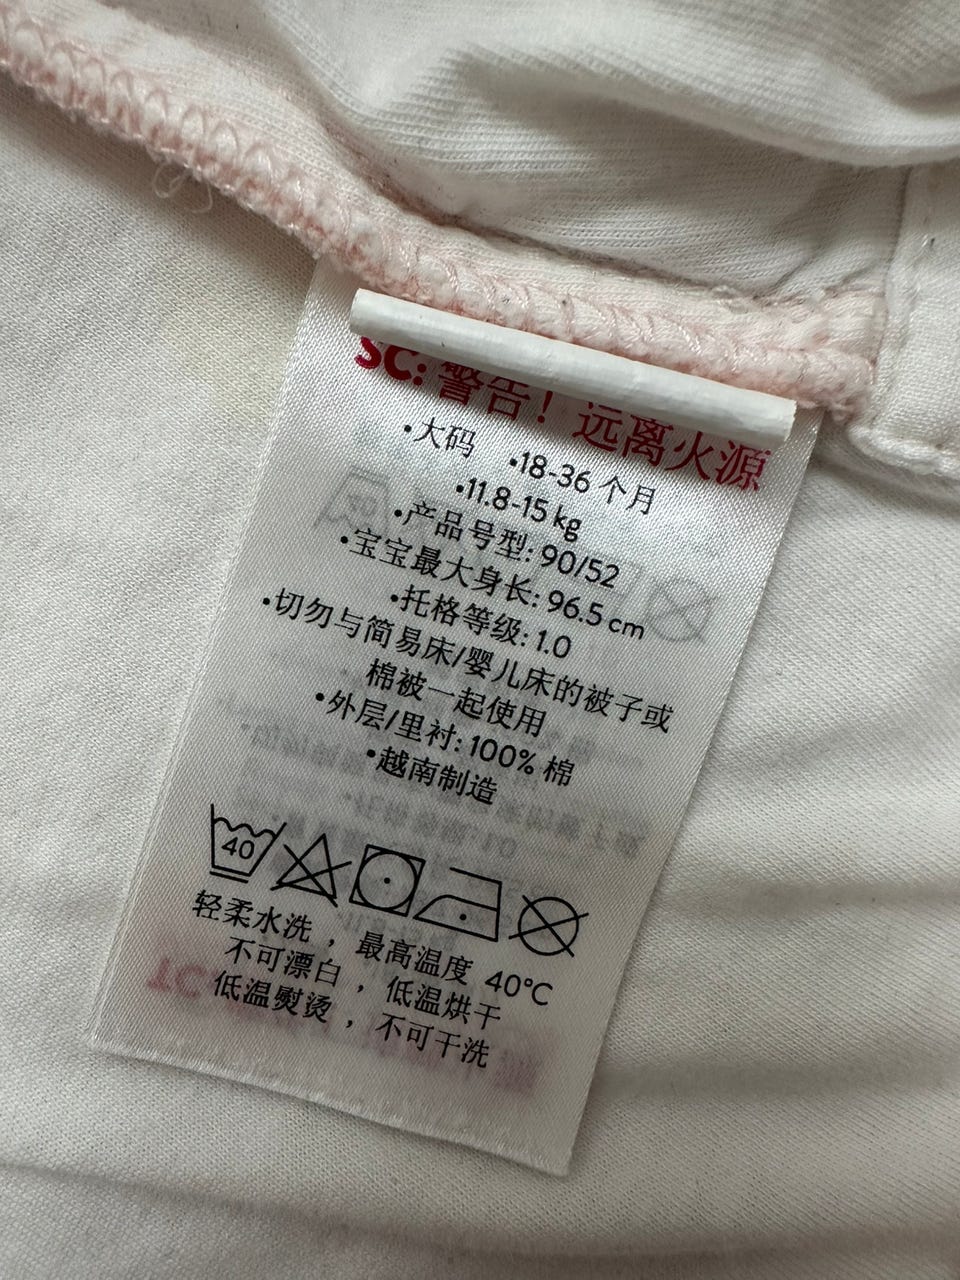 SC: 警告！远离火源
•大码 •18-36 个月
•11.8-15 kg
•产品号型: 90/52
•宝宝最大身长: 96.5 cm
•托格等级: 1.0
•切勿与简易床/婴儿床的被子或
棉被一起使用
•外层/里衬: 100% 棉
•越南制造
40
轻柔水洗，最高温度 40°C
不可漂白，低温烘干
低温熨烫，不可干洗